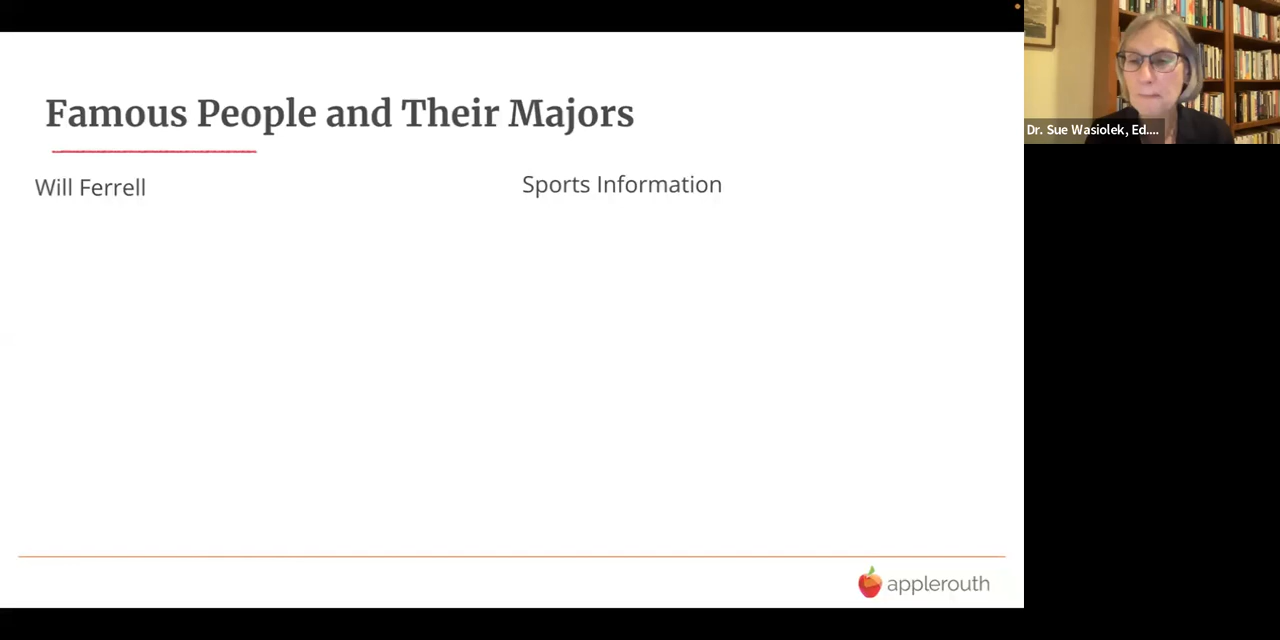 Famous People and Their Majors
Will Ferrell
Sports Information
applerouth
Dr. Sue Wasiolek, Ed....